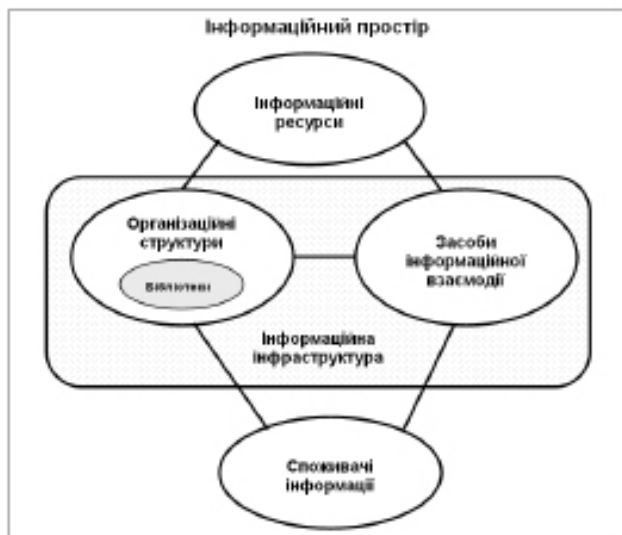 Інформаційний простір
Інформаційні
ресурси
Організаційні
структури
Бібліотеки
Засоби
інформаційної
взаємодії
Інформаційна
інфраструктура
Споживачі
інформації